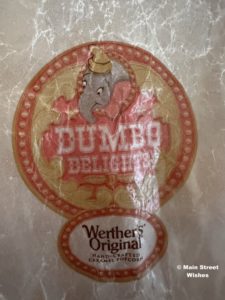 DUMBO
DELIGHTS
Werther's
Original
HAND-CRAFTED
CARAMEL POPCORN
© Main Street
Wishes